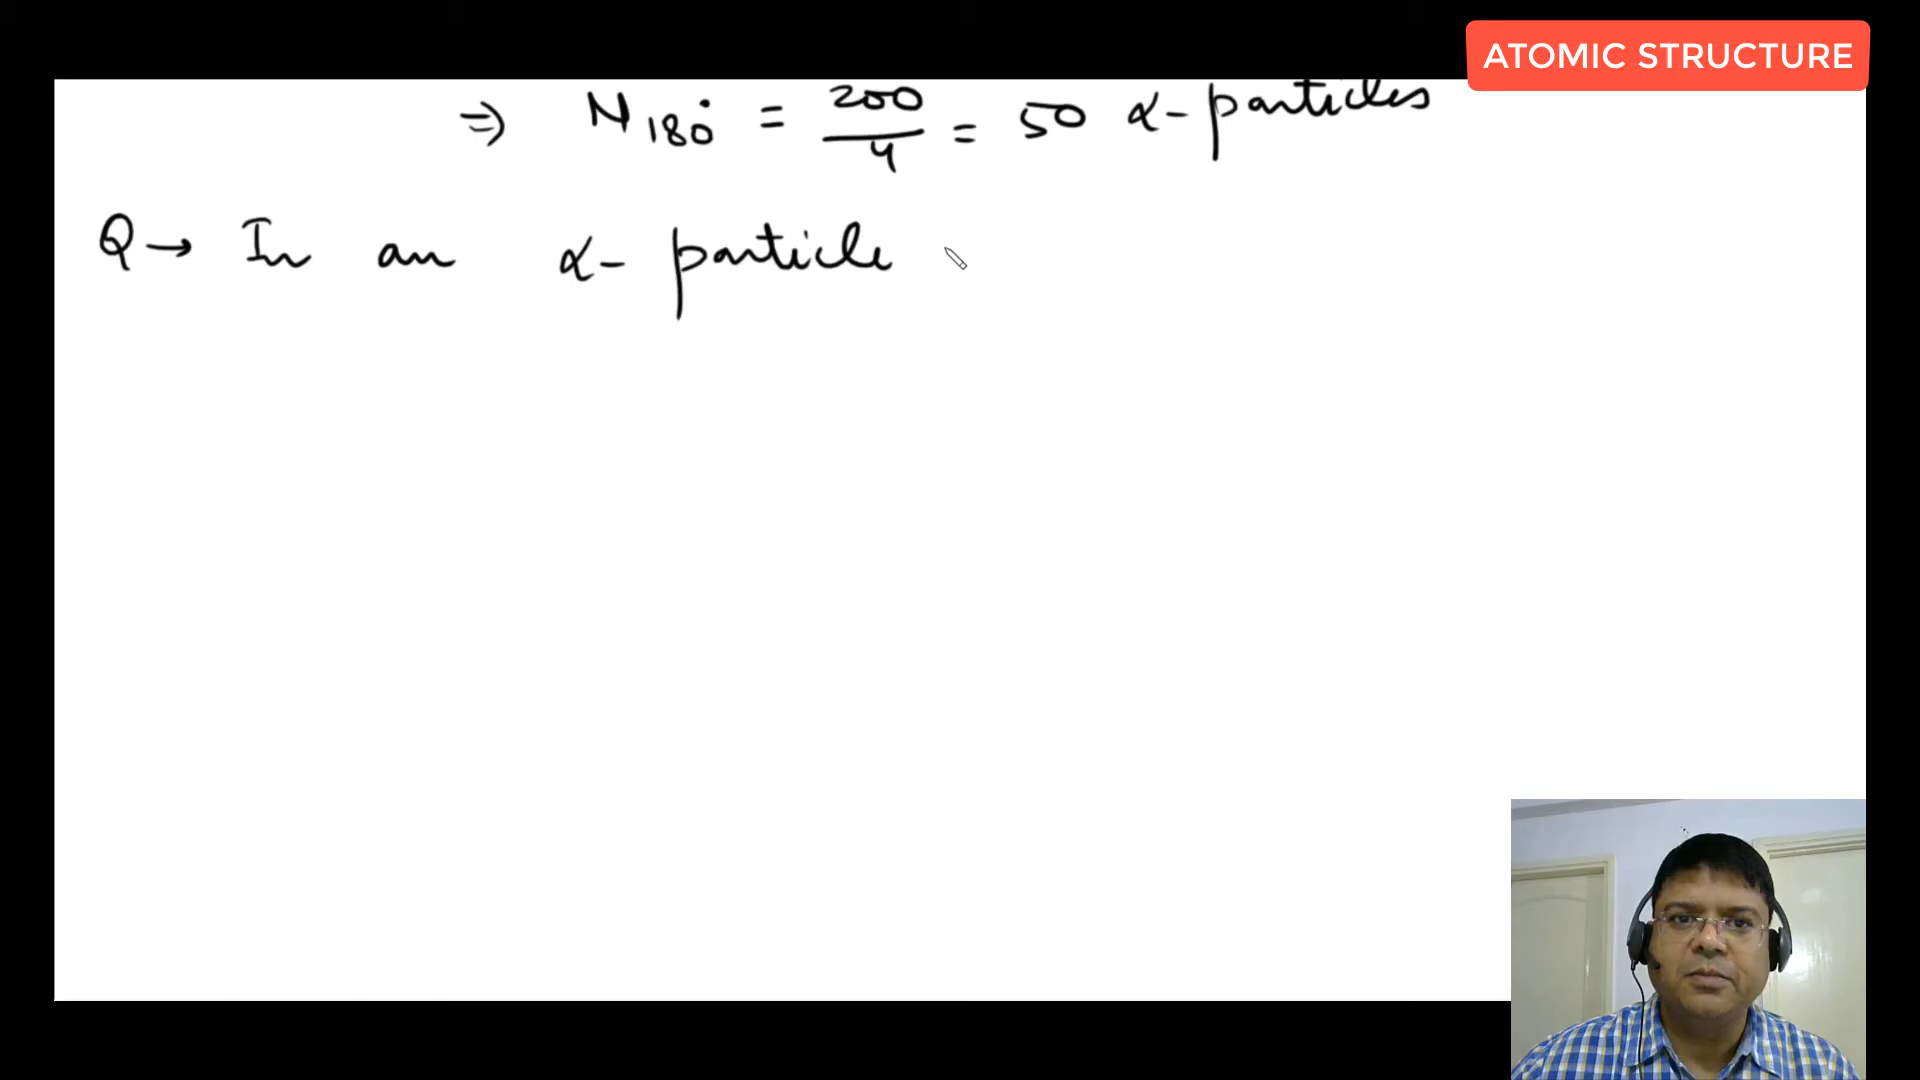 ATOMIC STRUCTURE
⇒ N₁₈₀° = 200/4 = 50 α-particles
Q → In an α-particle